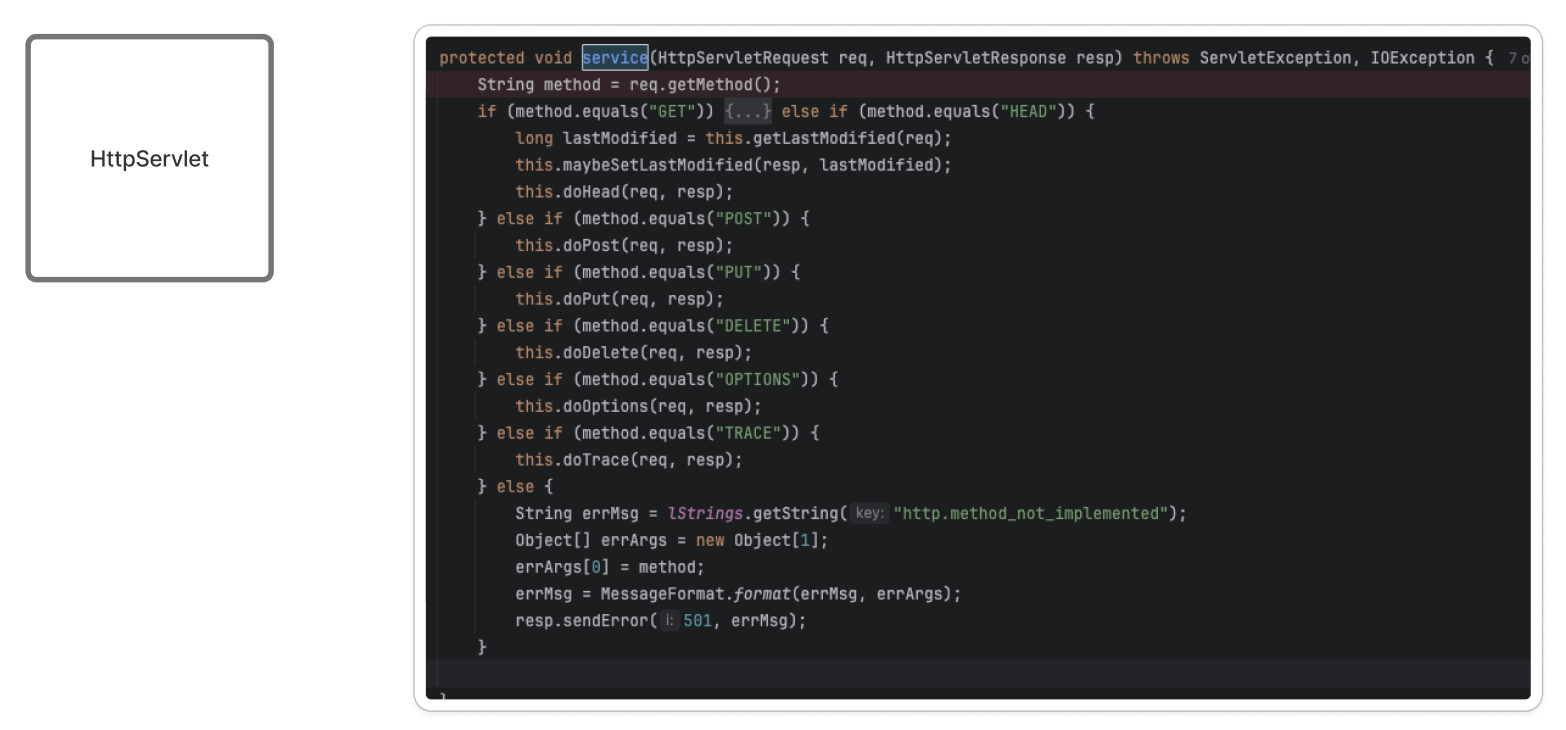 HttpServlet
protected void service(HttpServletRequest req, HttpServletResponse resp) throws ServletException, IOException {
String method = req.getMethod();
if (method.equals("GET")) {...} else if (method.equals("HEAD")) {
long lastModified = this.getLastModified(req);
this.maybeSetLastModified(resp, lastModified);
this.doHead(req, resp);
} else if (method.equals("POST")) {
this.doPost(req, resp);
} else if (method.equals("PUT")) {
this.doPut(req, resp);
} else if (method.equals("DELETE")) {
this.doDelete(req, resp);
} else if (method.equals("OPTIONS")) {
this.doOptions(req, resp);
} else if (method.equals("TRACE")) {
this.doTrace(req, resp);
} else {
String errMsg = lStrings.getString( key: "http.method_not_implemented");
Object[] errArgs = new Object[1];
errArgs[0] = method;
errMsg = MessageFormat.format(errMsg, errArgs);
resp.sendError( i: 501, errMsg);
}